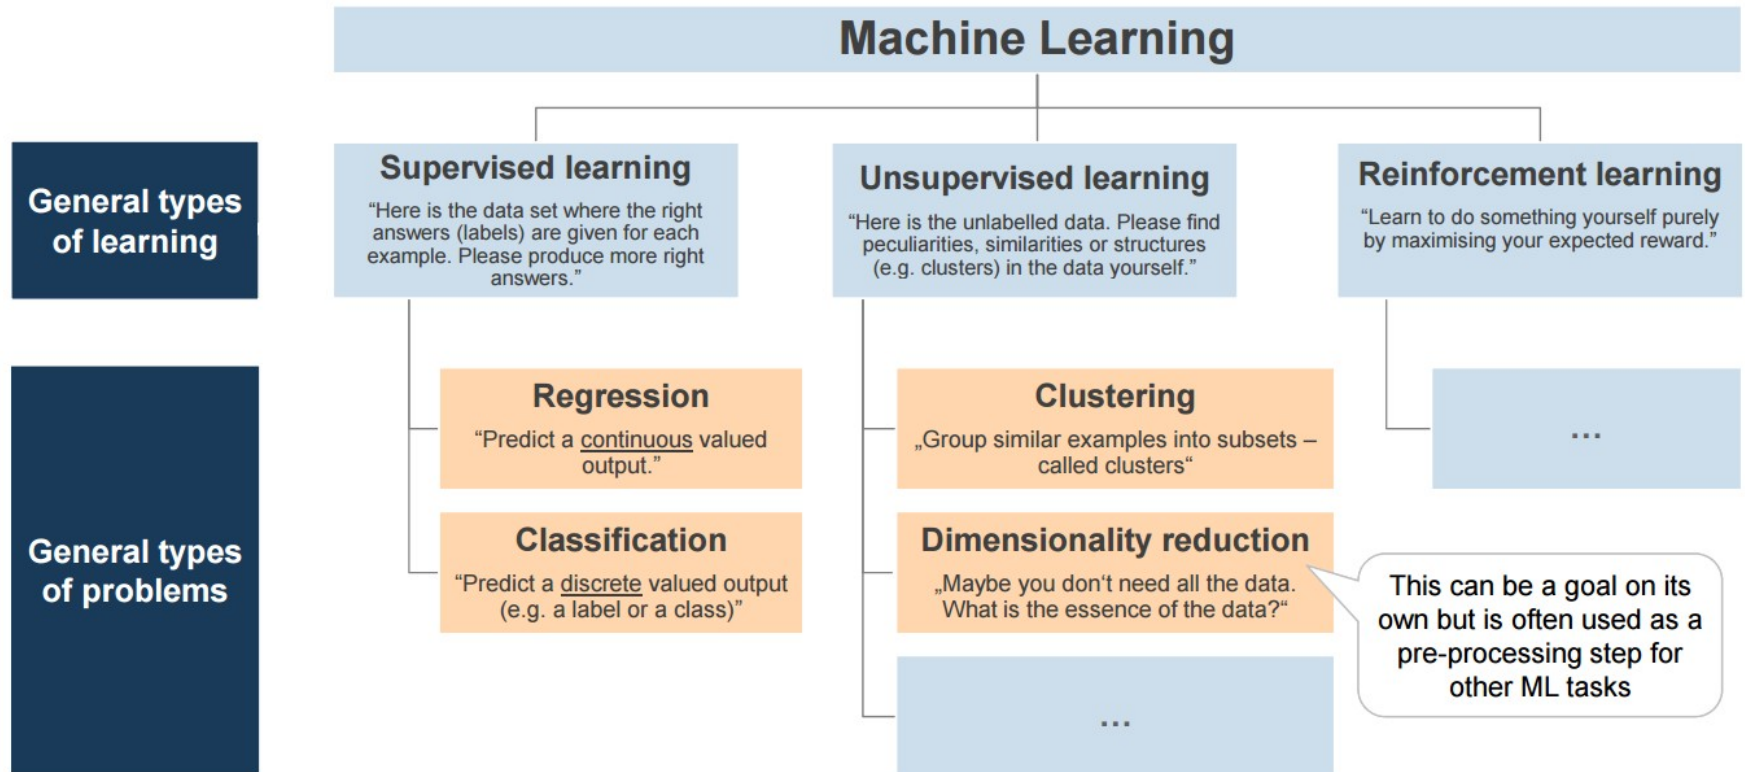 Machine Learning
General types
of learning
Supervised learning
“Here is the data set where the right
answers (labels) are given for each
example. Please produce more right
answers.”
Unsupervised learning
“Here is the unlabelled data. Please find
peculiarities, similarities or structures
(e.g. clusters) in the data yourself.”
Reinforcement learning
“Learn to do something yourself purely
by maximising your expected reward.”
General types
of problems
Regression
“Predict a continuous valued
output.”
Classification
“Predict a discrete valued output
(e.g. a label or a class)”
Clustering
„Group similar examples into subsets –
called clusters“
Dimensionality reduction
„Maybe you don‘t need all the data.
What is the essence of the data?“
...
This can be a goal on its
own but is often used as a
pre-processing step for
other ML tasks
...